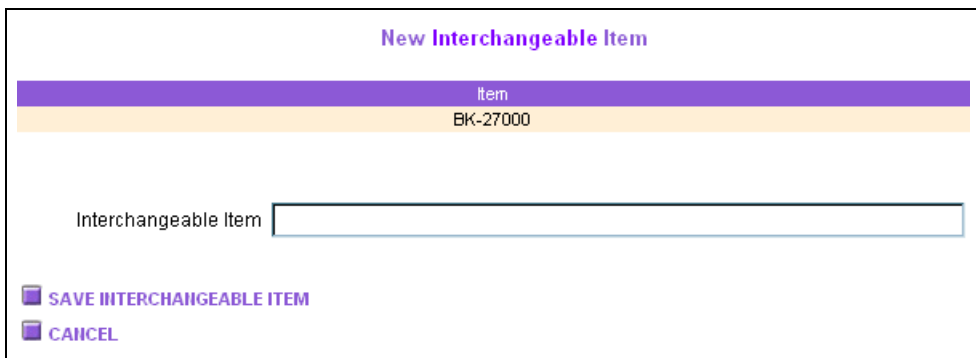 New Interchangeable Item
Item
BK-27000
Interchangeable Item
SAVE INTERCHANGEABLE ITEM
CANCEL